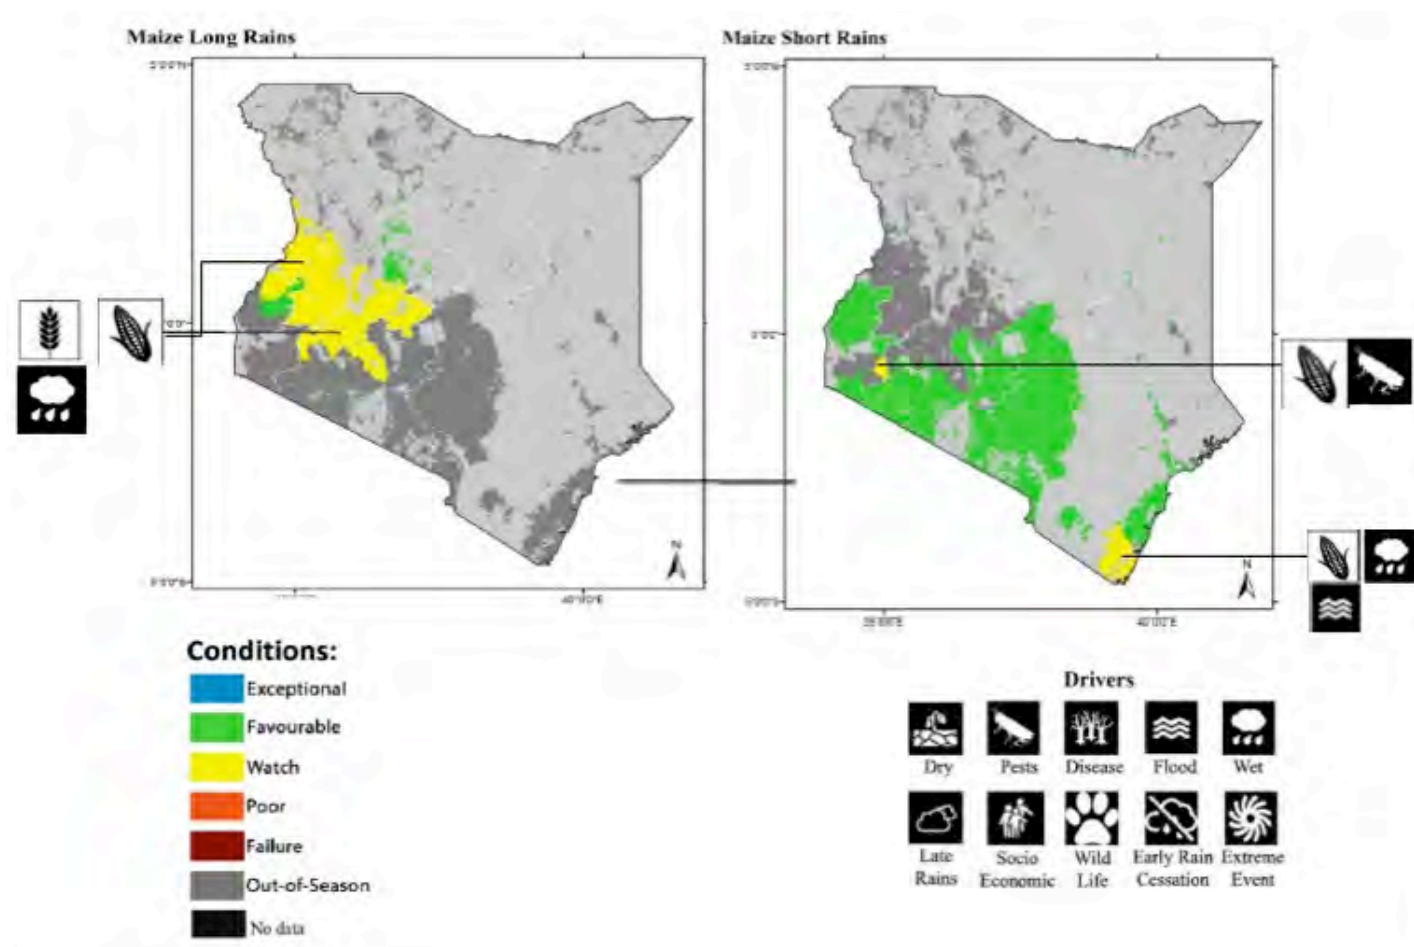 Maize Long Rains
Maize Short Rains
N
N
40°0'0"E
Conditions:
Exceptional
Favourable
Watch
Poor
Failure
Out-of-Season
No data
Drivers
Dry
Pests
Disease
Flood
Wet
Late
Rains
Socio
Economic
Wild
Life
Early Rain
Cessation
Extreme
Event